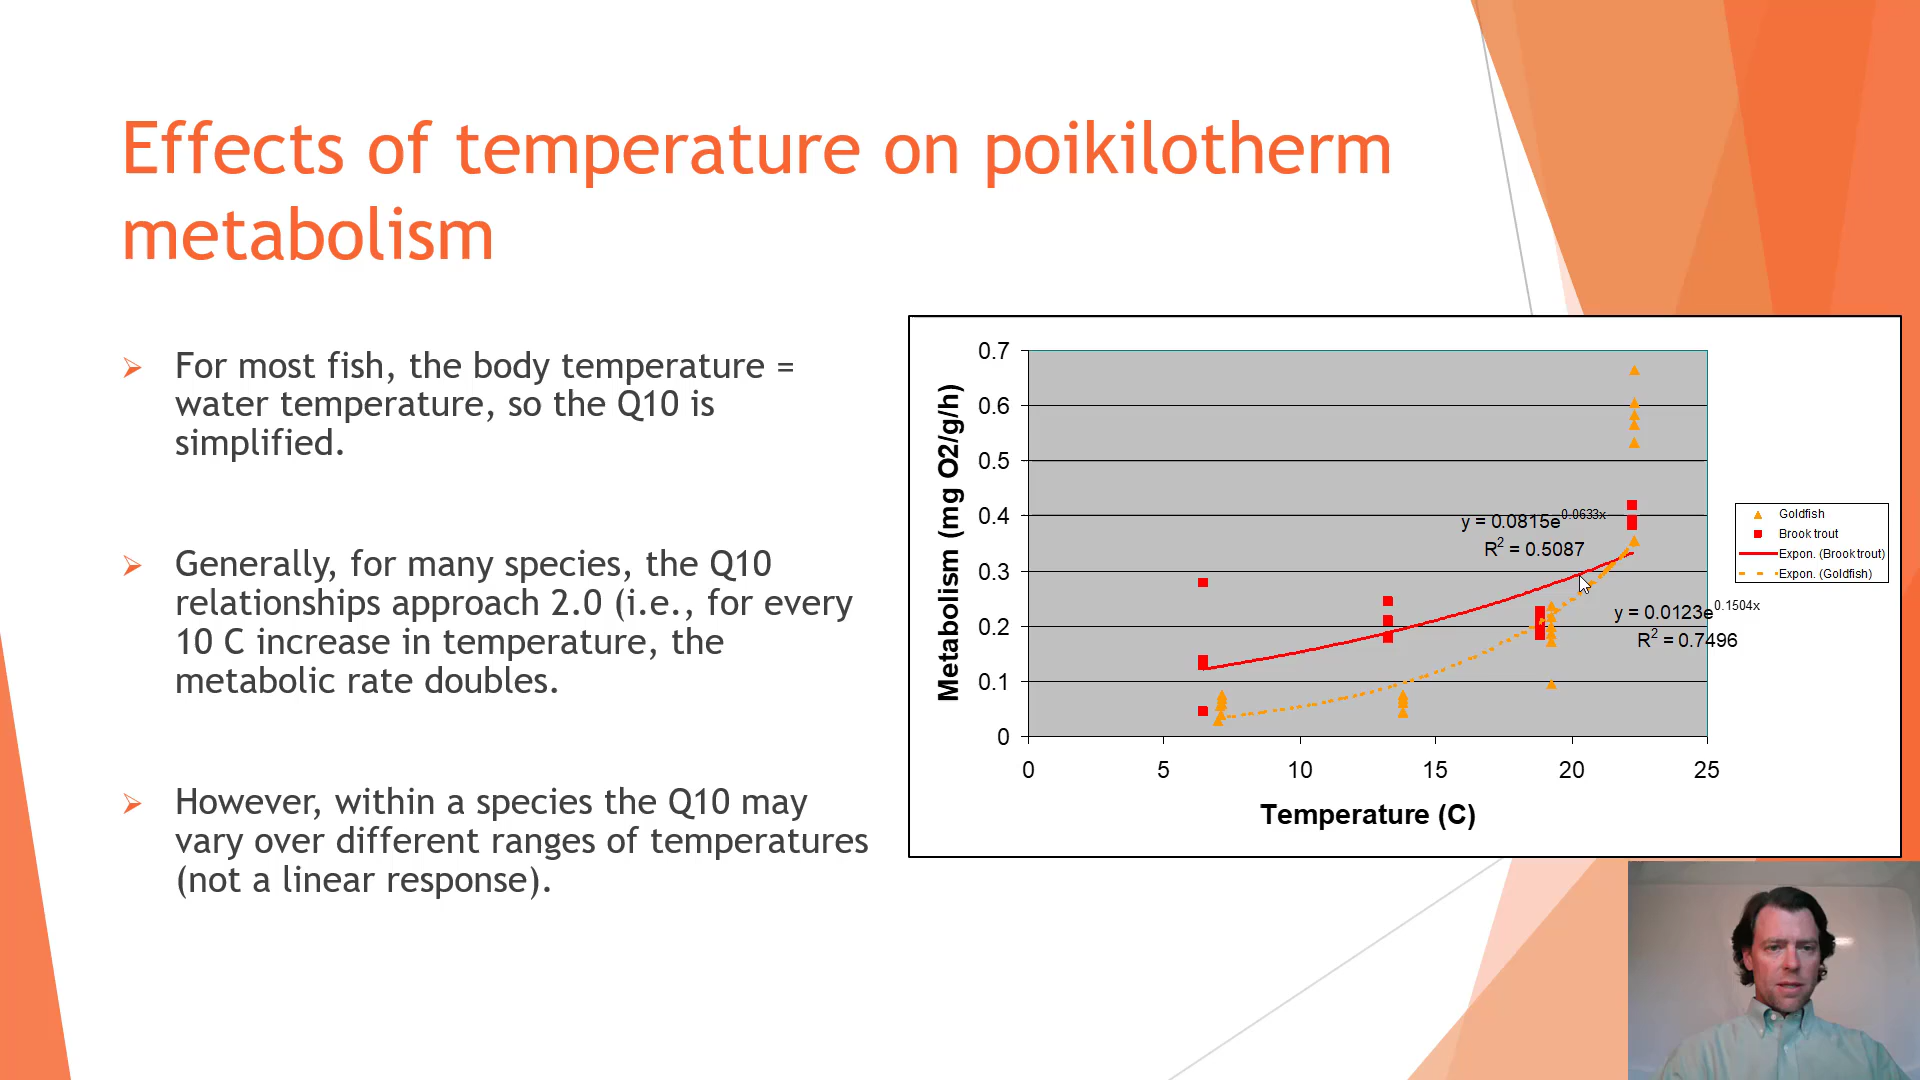 Effects of temperature on poikilotherm
metabolism
For most fish, the body temperature =
water temperature, so the Q10 is
simplified.
Generally, for many species, the Q10
relationships approach 2.0 (i.e., for every
10 C increase in temperature, the
metabolic rate doubles.
However, within a species the Q10 may
vary over different ranges of temperatures
(not a linear response).
Metabolism (mg O2/g/h)
0.7
0.6
0.5
0.4
0.3
0.2
0.1
0
0 5 10 15 20 25
Temperature (C)
y = 0.0815e^0.0633x
R² = 0.5087
y = 0.0123e^0.1504x
R² = 0.7496
Goldfish
Brook trout
Expon. (Brook trout)
Expon. (Goldfish)